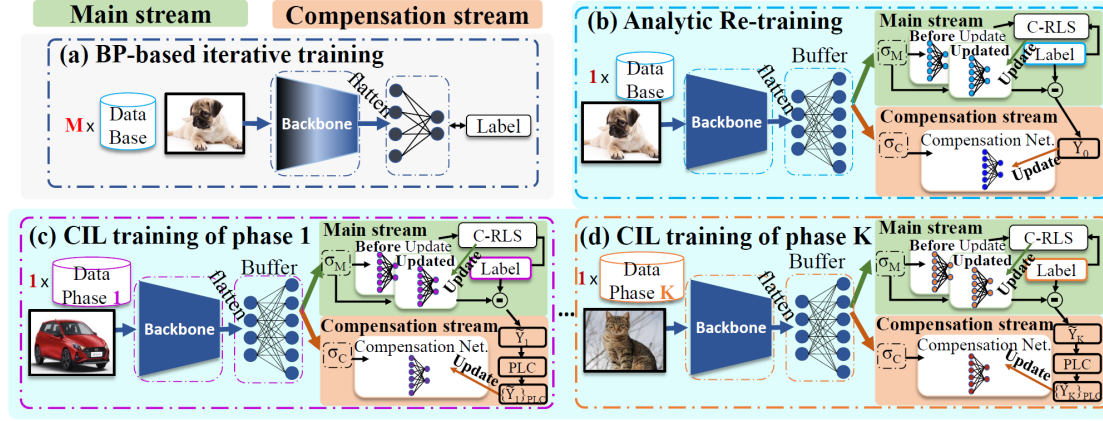 Main stream
Compensation stream
(a) BP-based iterative training
M x
Data
Base
Backbone
flatten
Label
(b) Analytic Re-training
1 x
Data
Base
Backbone
flatten
Buffer
Main stream
σM
Before Update
Updated
Update
C-RLS
Label
Compensation stream
σC
Compensation Net.
Update
Ỹ0
(c) CIL training of phase 1
1 x
Data
Phase 1
Backbone
flatten
Buffer
Main stream
σM
Before Update
Updated
Update
C-RLS
Label
Compensation stream
σC
Compensation Net.
Update
Ỹ1
PLC
{Ỹ1}PLC
...
(d) CIL training of phase K
1 x
Data
Phase K
Backbone
flatten
Buffer
Main stream
σM
Before Update
Updated
Update
C-RLS
Label
Compensation stream
σC
Compensation Net.
Update
ỸK
PLC
{ỸK}PLC